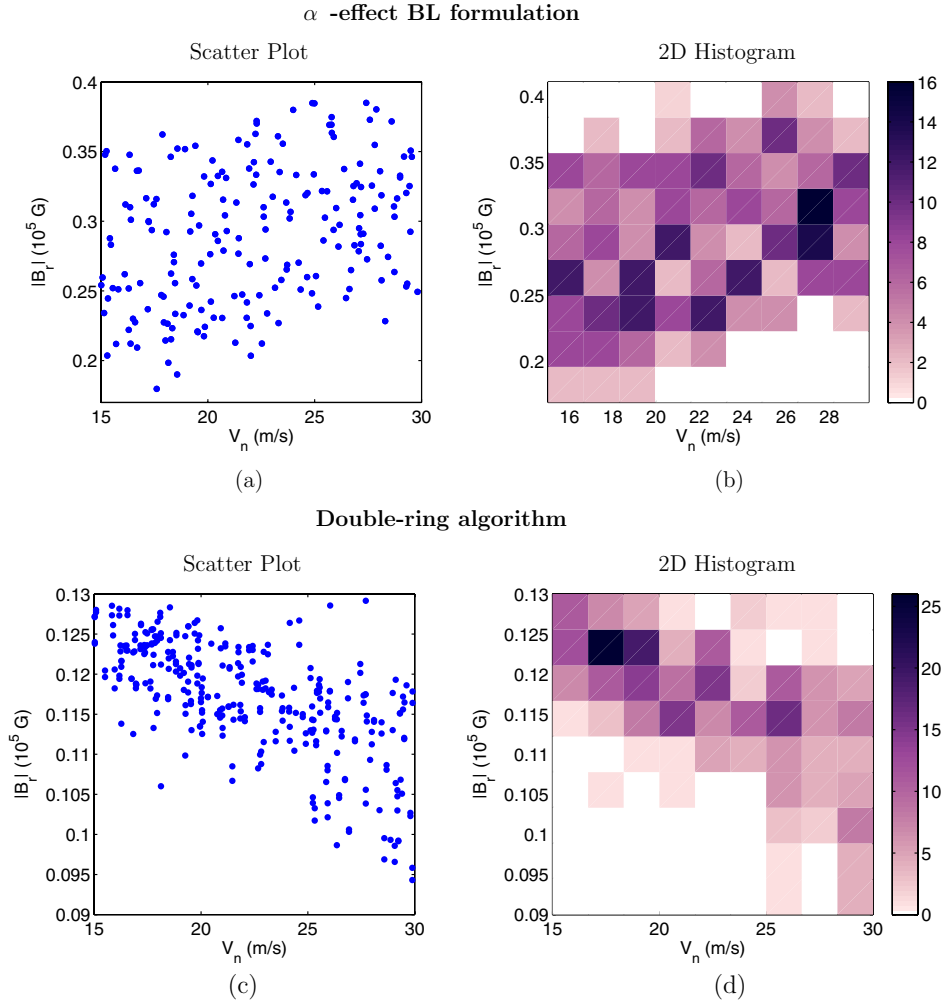 α -effect BL formulation
Scatter Plot
2D Histogram
0.4
0.35
0.3
0.25
0.2
|B_r| (10^5 G)
15 20 25 30
V_n (m/s)
0.4
0.35
0.3
0.25
0.2
|B_r| (10^5 G)
16 18 20 22 24 26 28
V_n (m/s)
16
14
12
10
8
6
4
2
0
(a)
(b)
Double-ring algorithm
Scatter Plot
2D Histogram
0.13
0.125
0.12
0.115
0.11
0.105
0.1
0.095
0.09
|B_r| (10^5 G)
15 20 25 30
V_n (m/s)
0.13
0.125
0.12
0.115
0.11
0.105
0.1
0.095
0.09
|B_r| (10^5 G)
15 20 25 30
V_n (m/s)
25
20
15
10
5
0
(c)
(d)